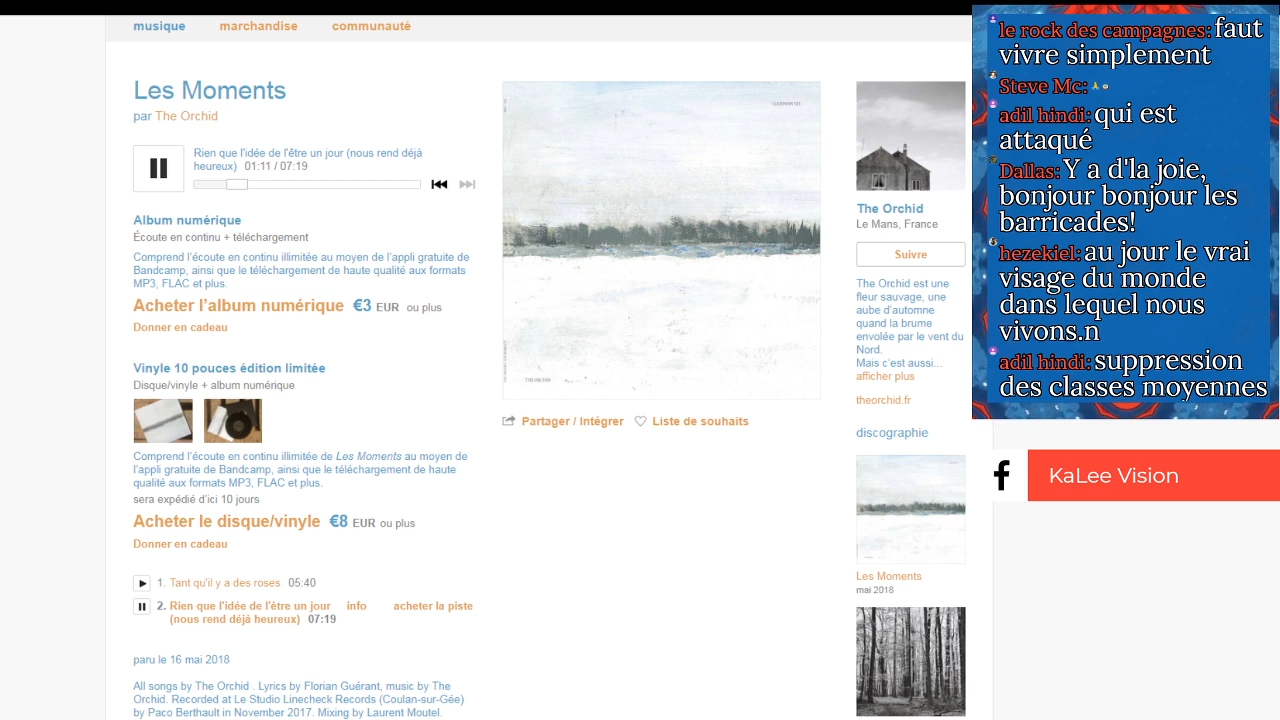 musique marchandise communauté
Les Moments
par The Orchid
Rien que l'idée de l'être un jour (nous rend déjà
heureux) 01:11 / 07:19
Album numérique
Écoute en continu + téléchargement
Comprend l'écoute en continu illimitée au moyen de l'appli gratuite de
Bandcamp, ainsi que le téléchargement de haute qualité aux formats
MP3, FLAC et plus.
Acheter l'album numérique €3 EUR ou plus
Donner en cadeau
Vinyle 10 pouces édition limitée
Disque/vinyle + album numérique
Comprend l'écoute en continu illimitée de Les Moments au moyen de
l'appli gratuite de Bandcamp, ainsi que le téléchargement de haute
qualité aux formats MP3, FLAC et plus.
sera expédié d'ici 10 jours
Acheter le disque/vinyle €8 EUR ou plus
Donner en cadeau
1. Tant qu'il y a des roses 05:40
2. Rien que l'idée de l'être un jour info acheter la piste
(nous rend déjà heureux) 07:19
paru le 16 mai 2018
All songs by The Orchid . Lyrics by Florian Guérant, music by The
Orchid. Recorded at Le Studio Linecheck Records (Coulan-sur-Gée)
by Paco Berthault in November 2017. Mixing by Laurent Moutel.
THE ORCHID
Partager / Intégrer Liste de souhaits
The Orchid
Le Mans, France
Suivre
The Orchid est une
fleur sauvage, une
aube d'automne
quand la brume
envolée par le vent du
Nord.
Mais c'est aussi...
afficher plus
theorchid.fr
discographie
Les Moments
mai 2018
le rock des campagnes: faut
vivre simplement
Steve Mc:
adil hindi: qui est
attaqué
Dallas: Y a d'la joie,
bonjour bonjour les
barricades!
hezekiel: au jour le vrai
visage du monde
dans lequel nous
vivons.n
adil hindi: suppression
des classes moyennes
KaLee Vision